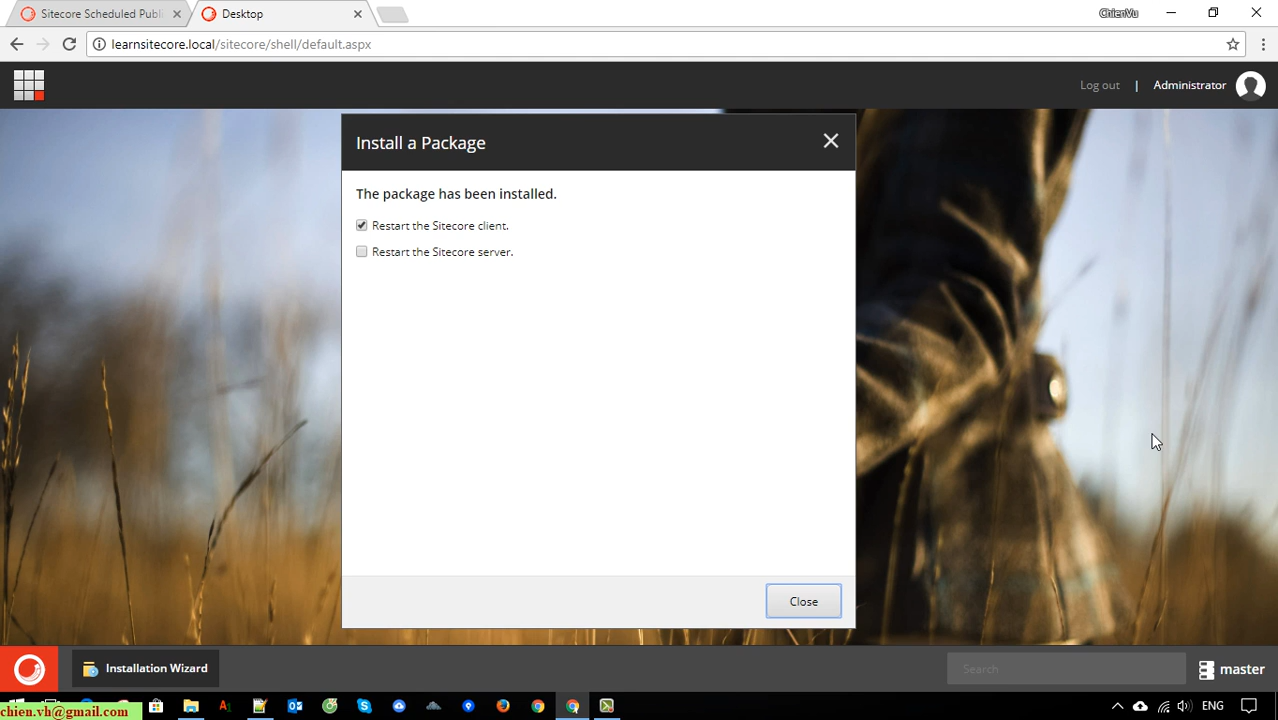 Sitecore Scheduled Publi
Desktop
ChienVu
learnsitecore.local/sitecore/shell/default.aspx
Log out | Administrator
Install a Package
The package has been installed.
Restart the Sitecore client.
Restart the Sitecore server.
Close
Installation Wizard
Search
master
ENG
chien.vh@gmail.com